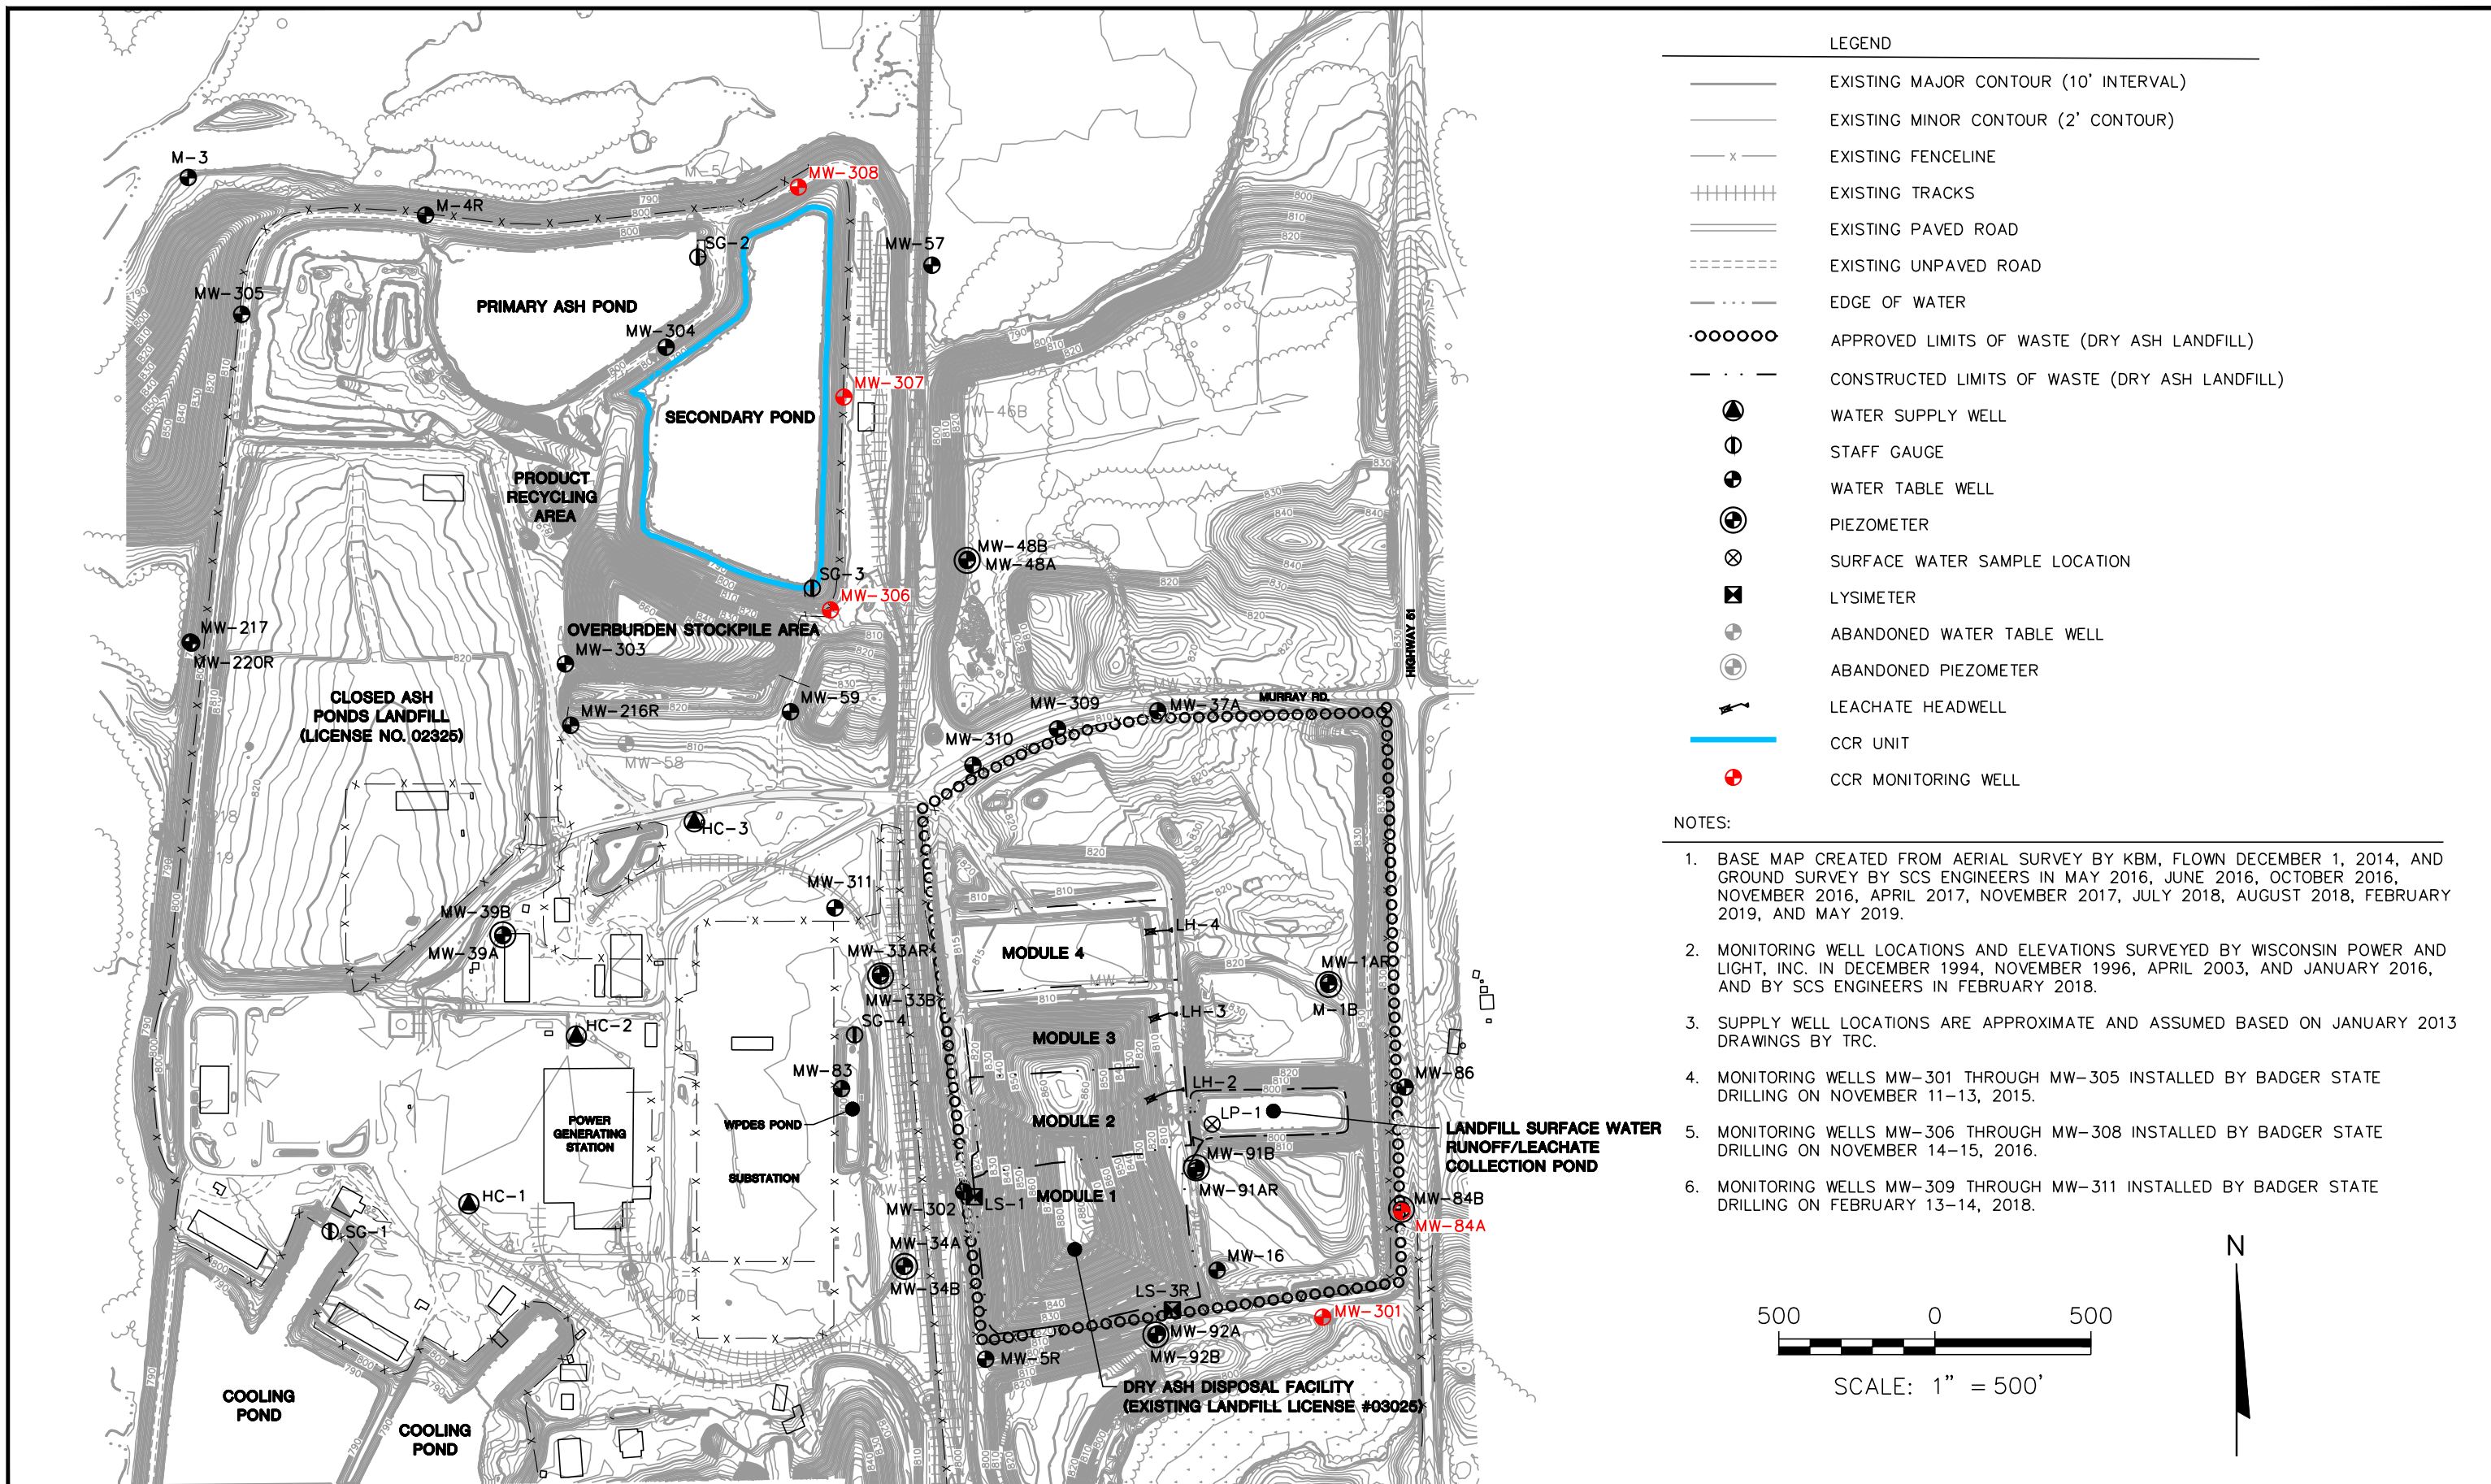 M-3
M-4R
M-5
MW-308
SG-2
MW-57
MW-305
PRIMARY ASH POND
MW-304
MW-307
SECONDARY POND
MW-46B
PRODUCT
RECYCLING
AREA
MW-48B
MW-48A
SG-3
MW-306
OVERBURDEN STOCKPILE AREA
MW-217
MW-220R
MW-303
CLOSED ASH
PONDS LANDFILL
(LICENSE NO. 02325)
MW-216R
MW-59
MW-58
MW-310
MW-309
MW-37A
MURRAY RD.
HIGHWAY 51
HC-3
MW-311
MW-39B
MW-39A
MW-33AR
MW-33B
SG-4
MODULE 4
LH-4
MW-1AR
M-1B
HC-2
MODULE 3
LH-3
MW-83
WPDES POND
LH-2
LP-1
MW-86
MODULE 2
POWER
GENERATING
STATION
SUBSTATION
LANDFILL SURFACE WATER
RUNOFF/LEACHATE
COLLECTION POND
MW-91B
MW-91AR
MODULE 1
MW-302
LS-1
HC-1
SG-1
MW-84B
MW-84A
MW-34A
MW-34B
MW-40B
MW-16
LS-3R
MW-301
MW-92A
MW-92B
MW-5R
DRY ASH DISPOSAL FACILITY
(EXISTING LANDFILL LICENSE #03025)
COOLING
POND
COOLING
POND
LEGEND
EXISTING MAJOR CONTOUR (10' INTERVAL)
EXISTING MINOR CONTOUR (2' CONTOUR)
EXISTING FENCELINE
EXISTING TRACKS
EXISTING PAVED ROAD
EXISTING UNPAVED ROAD
EDGE OF WATER
APPROVED LIMITS OF WASTE (DRY ASH LANDFILL)
CONSTRUCTED LIMITS OF WASTE (DRY ASH LANDFILL)
WATER SUPPLY WELL
STAFF GAUGE
WATER TABLE WELL
PIEZOMETER
SURFACE WATER SAMPLE LOCATION
LYSIMETER
ABANDONED WATER TABLE WELL
ABANDONED PIEZOMETER
LEACHATE HEADWELL
CCR UNIT
CCR MONITORING WELL
NOTES:
1. BASE MAP CREATED FROM AERIAL SURVEY BY KBM, FLOWN DECEMBER 1, 2014, AND
GROUND SURVEY BY SCS ENGINEERS IN MAY 2016, JUNE 2016, OCTOBER 2016,
NOVEMBER 2016, APRIL 2017, NOVEMBER 2017, JULY 2018, AUGUST 2018, FEBRUARY
2019, AND MAY 2019.
2. MONITORING WELL LOCATIONS AND ELEVATIONS SURVEYED BY WISCONSIN POWER AND
LIGHT, INC. IN DECEMBER 1994, NOVEMBER 1996, APRIL 2003, AND JANUARY 2016,
AND BY SCS ENGINEERS IN FEBRUARY 2018.
3. SUPPLY WELL LOCATIONS ARE APPROXIMATE AND ASSUMED BASED ON JANUARY 2013
DRAWINGS BY TRC.
4. MONITORING WELLS MW-301 THROUGH MW-305 INSTALLED BY BADGER STATE
DRILLING ON NOVEMBER 11-13, 2015.
5. MONITORING WELLS MW-306 THROUGH MW-308 INSTALLED BY BADGER STATE
DRILLING ON NOVEMBER 14-15, 2016.
6. MONITORING WELLS MW-309 THROUGH MW-311 INSTALLED BY BADGER STATE
DRILLING ON FEBRUARY 13-14, 2018.
N
500 0 500
SCALE: 1" = 500'